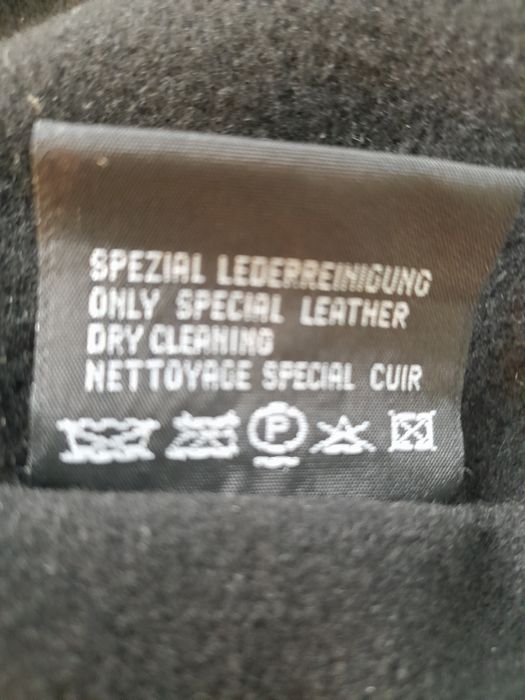 SPEZIAL LEDERREINIGUNG
ONLY SPECIAL LEATHER
DRY CLEANING
NETTOYAGE SPECIAL CUIR
P